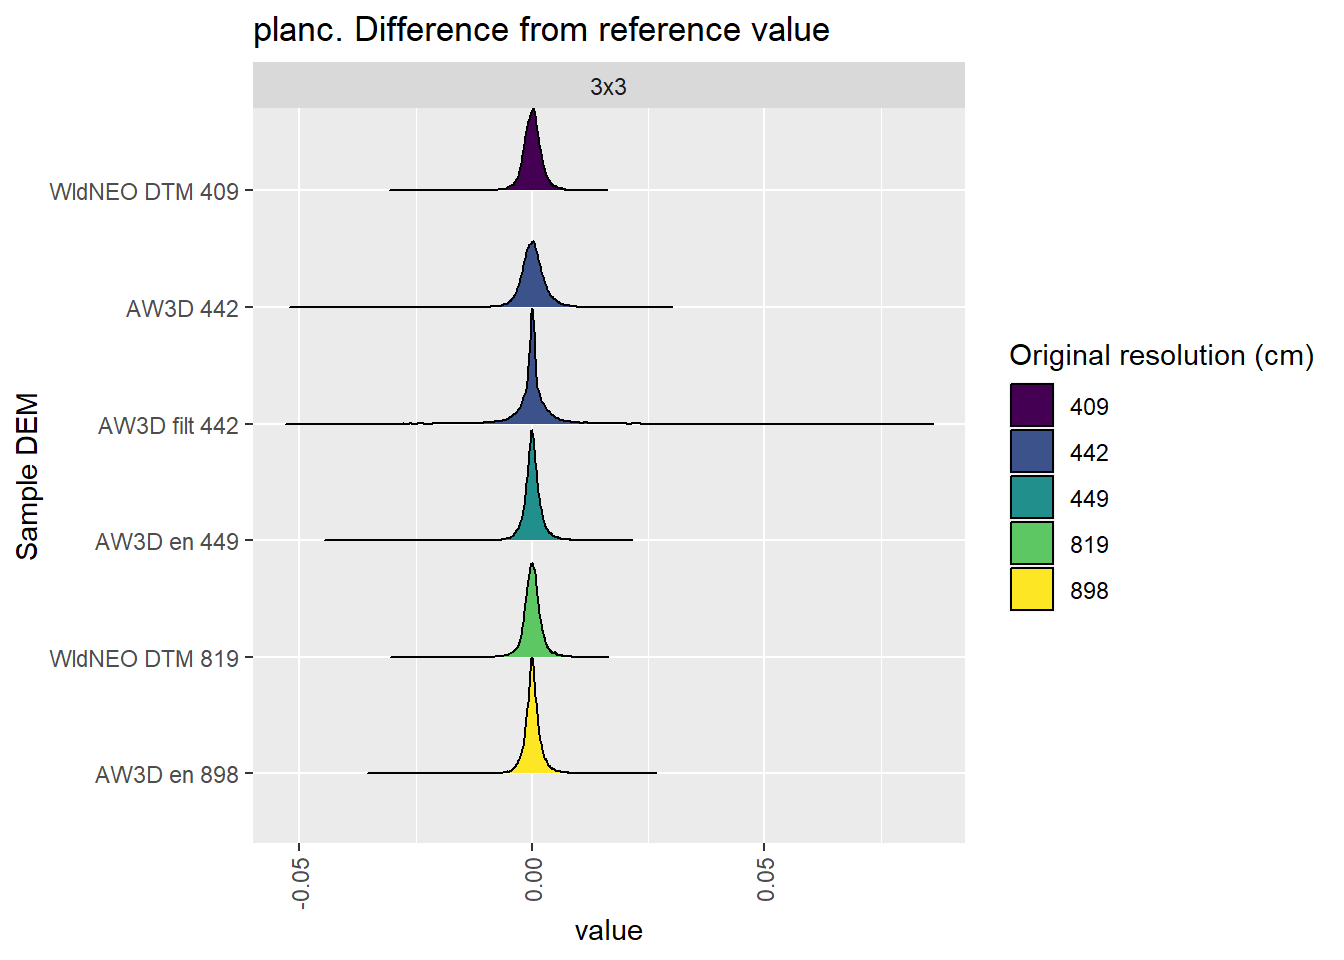 planc. Difference from reference value
3x3
WldNEO DTM 409
AW3D 442
AW3D filt 442
AW3D en 449
WldNEO DTM 819
AW3D en 898
Sample DEM
-0.05
0.00
0.05
value
Original resolution (cm)
409
442
449
819
898